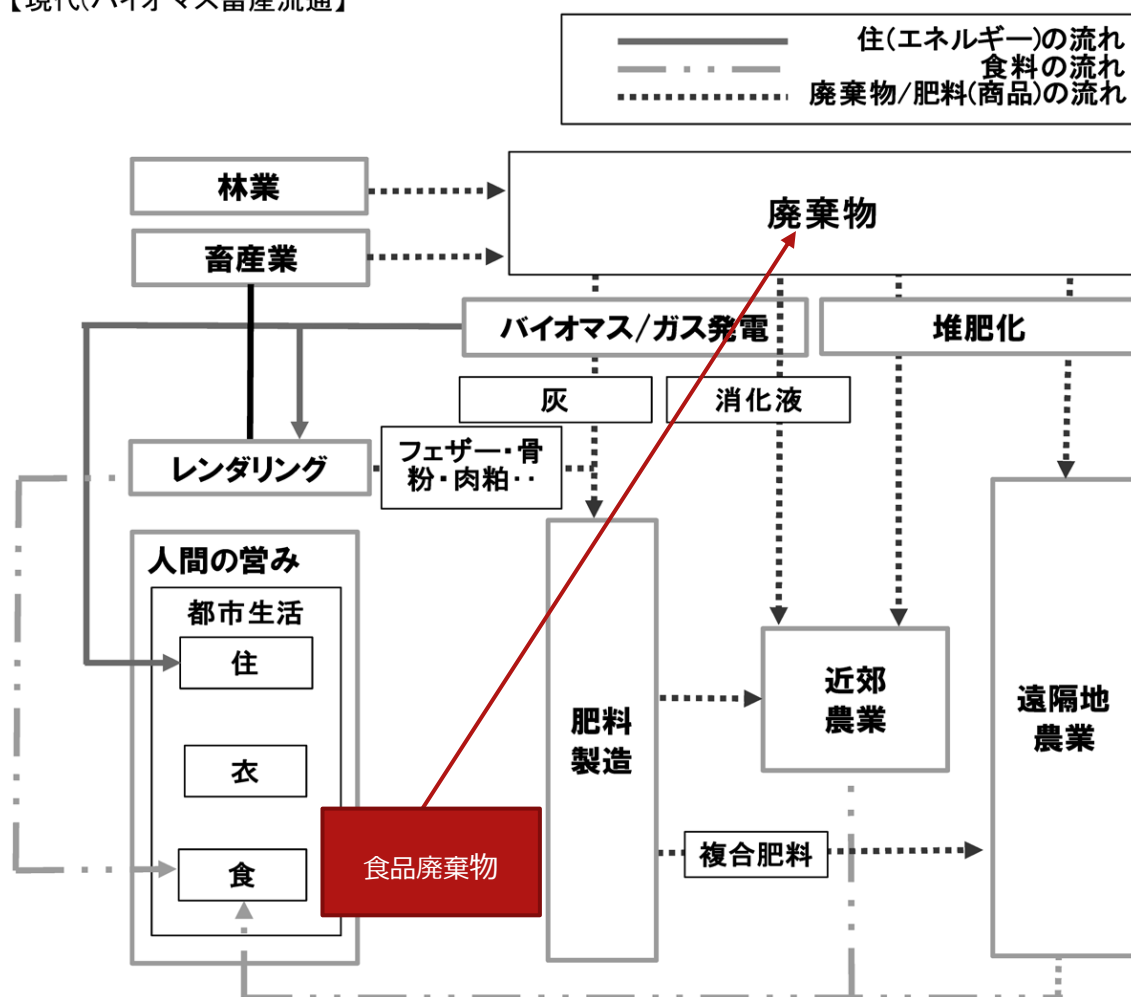 【現代(バイオマス畜産流通】
住(エネルギー)の流れ
食料の流れ
廃棄物/肥料(商品)の流れ
林業
廃棄物
畜産業
バイオマス/ガス発電
堆肥化
灰
消化液
レンダリング
フェザー・骨
粉・肉粕‥
人間の営み
都市生活
住
衣
食
食品廃棄物
肥料
製造
近郊
農業
遠隔地
農業
複合肥料